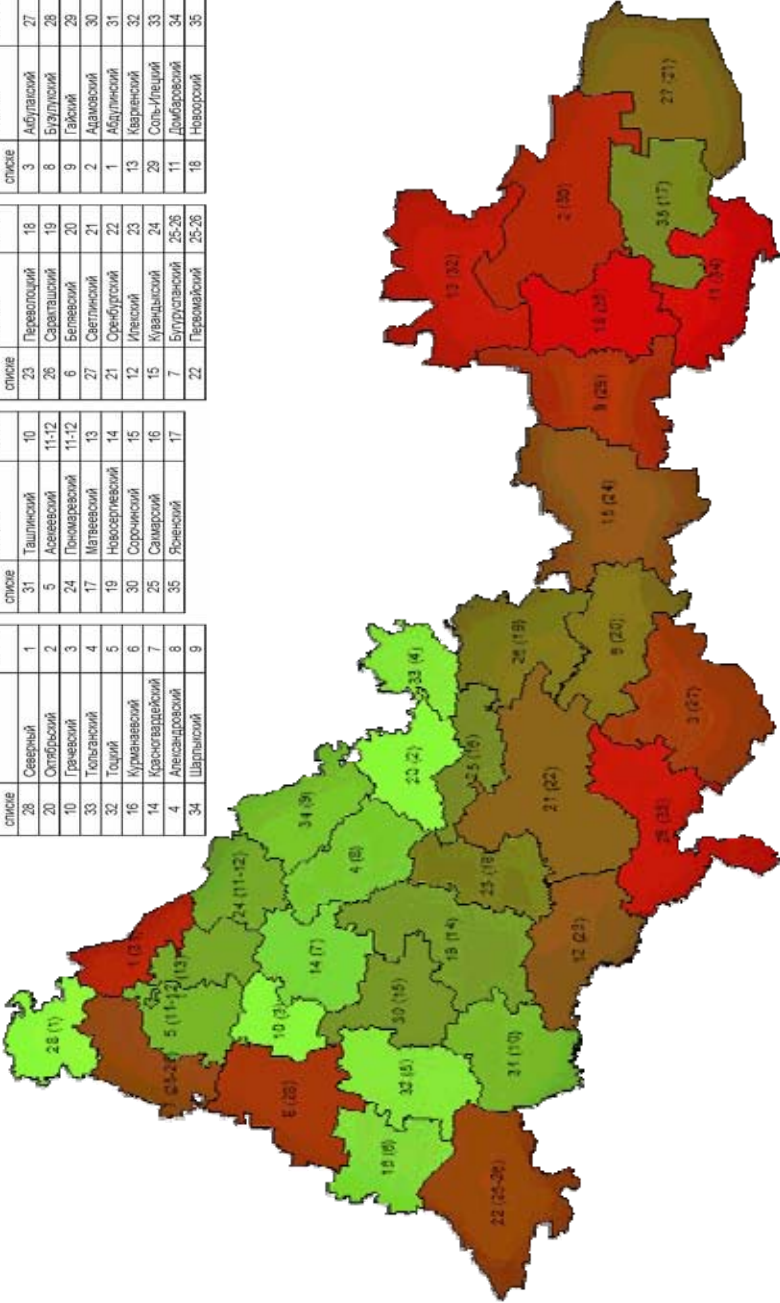 списке
28 Северный 1
20 Октябрьский 2
10 Грачевский 3
33 Тюльганский 4
32 Тоцкий 5
16 Курманаевский 6
14 Красногвардейский 7
4 Александровский 8
34 Шарлыкский 9
списке
31 Ташлинский 10
5 Асекеевский 11-12
24 Пономаревский 11-12
17 Матвеевский 13
19 Новосергиевский 14
30 Сорочинский 15
25 Сакмарский 16
35 Ясненский 17
списке
23 Переволоцкий 18
26 Саракташский 19
6 Беляевский 20
27 Светлинский 21
21 Оренбургский 22
12 Илекский 23
15 Кувандыкский 24
7 Бугурусланский 25-26
22 Первомайский 25-26
списке
3 Акбулакский 27
8 Бузулукский 28
9 Гайский 29
2 Адамовский 30
1 Абдулинский 31
13 Кваркенский 32
29 Соль-Илецкий 33
11 Домбаровский 34
18 Новоорский 35
28 (1)
1 (31)
(25-26)
5 (11-12)
(13)
24 (11-12)
10 (3)
14 (7)
8 (28)
34 (9)
4 (8)
20 (2)
33 (4)
16 (6)
32 (5)
30 (15)
19 (14)
23 (18)
25 (16)
26 (19)
22 (25-26)
31 (10)
12 (23)
21 (22)
6 (20)
29 (33)
3 (27)
15 (24)
9 (29)
13 (32)
2 (30)
18 (35)
11 (34)
35 (17)
27 (21)